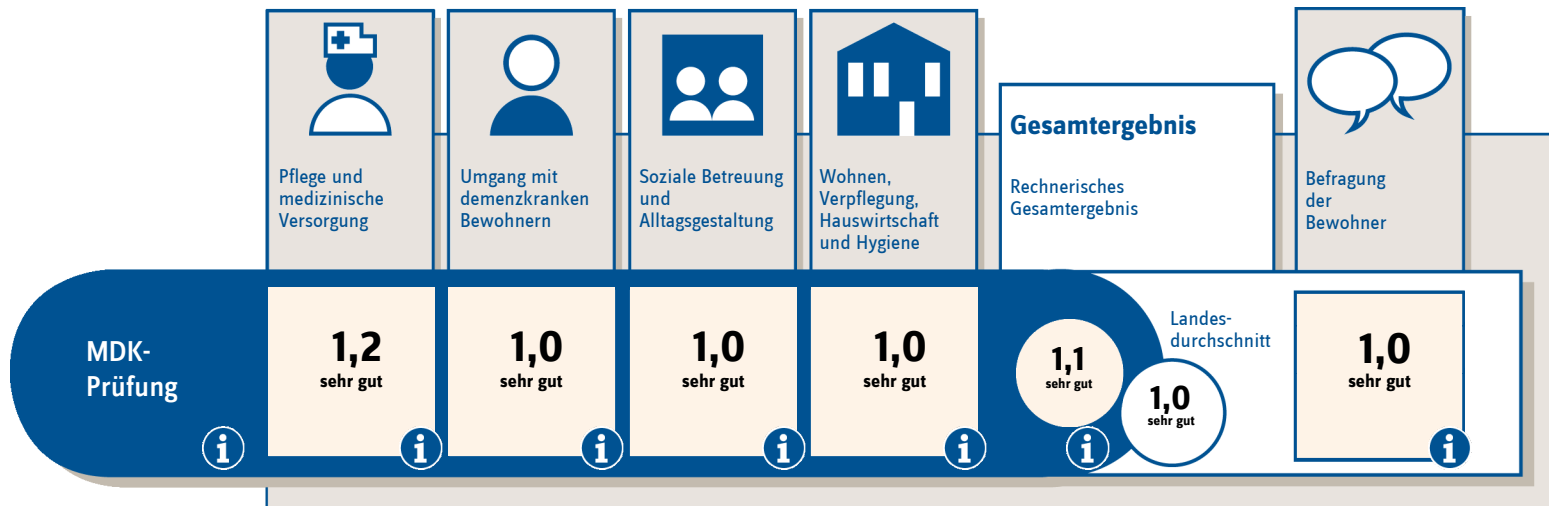 Pflege und
medizinische
Versorgung
Umgang mit
demenzkranken
Bewohnern
Soziale Betreuung
und
Alltagsgestaltung
Wohnen,
Verpflegung,
Hauswirtschaft
und Hygiene
Gesamtergebnis
Rechnerisches
Gesamtergebnis
Befragung
der
Bewohner
MDK-
Prüfung
i
1,2
sehr gut
i
1,0
sehr gut
i
1,0
sehr gut
i
1,0
sehr gut
i
1,1
sehr gut
i
Landes-
durchschnitt
1,0
sehr gut
1,0
sehr gut
i